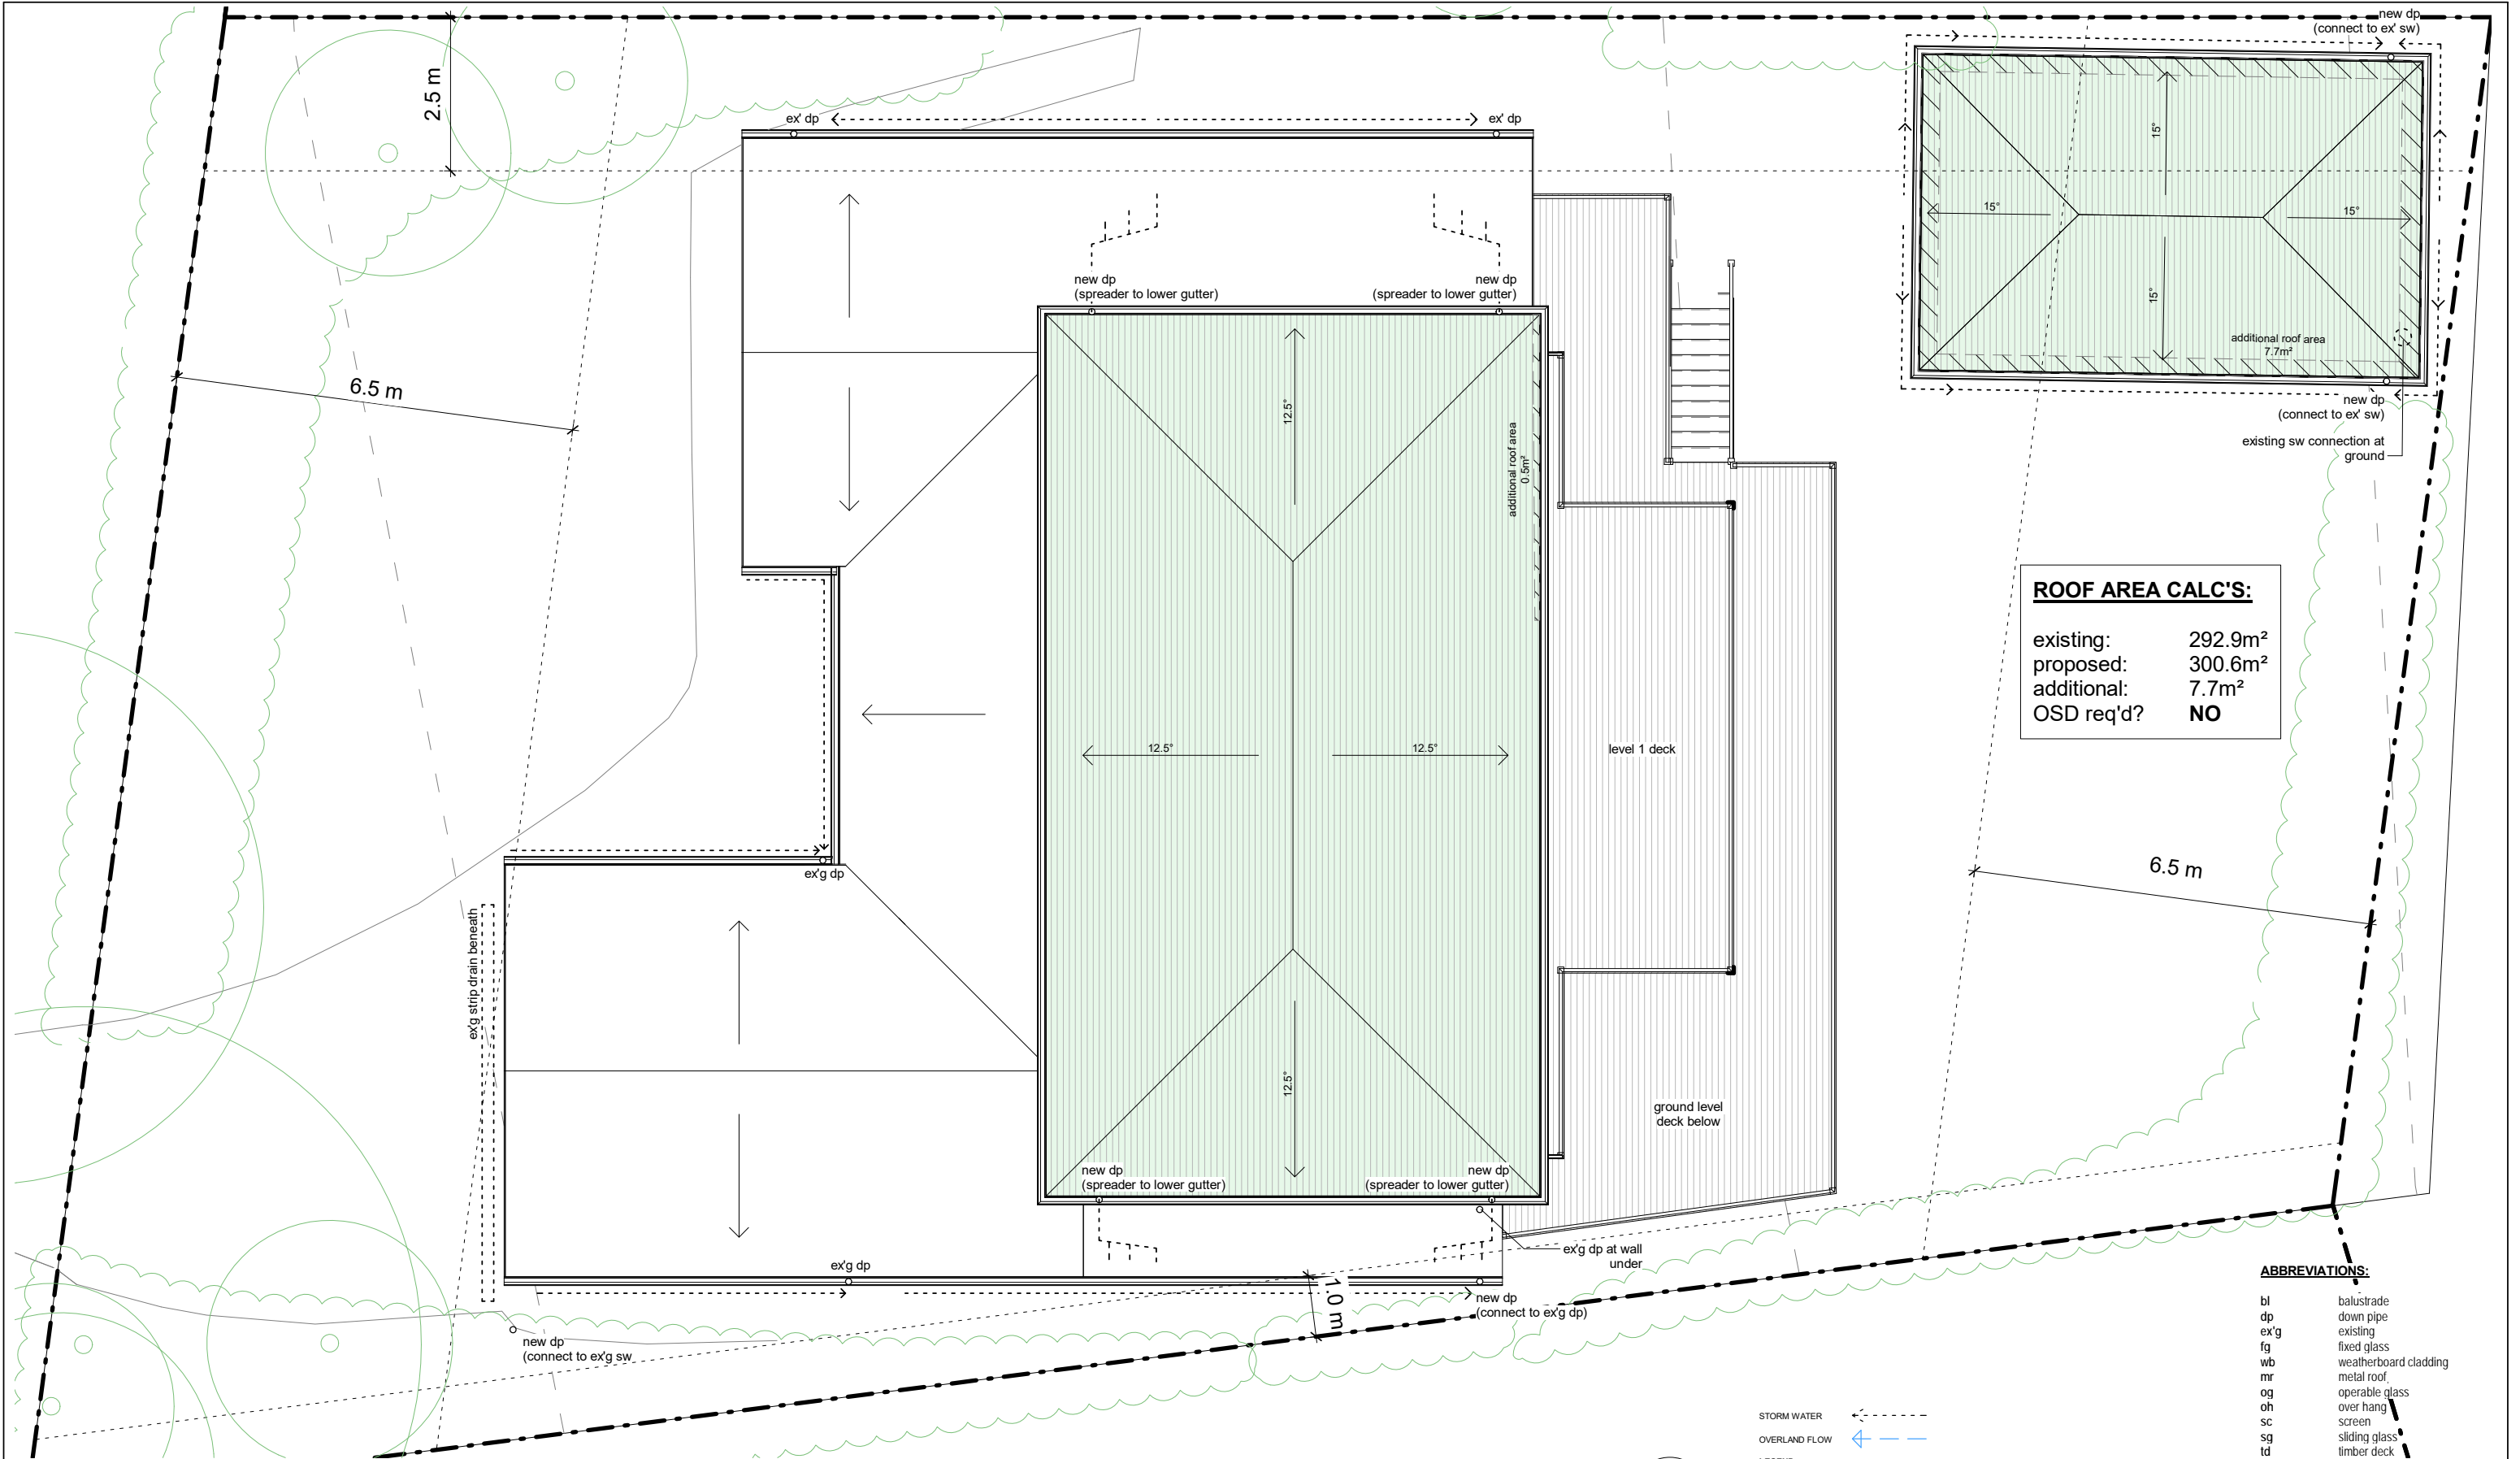 new dp
(connect to ex' sw)
2.5 m
ex' dp
ex' dp
15°
15°
15°
15°
additional roof area
7.7m²
new dp
(spreader to lower gutter)
new dp
(spreader to lower gutter)
6.5 m
12.5°
additional roof area
0.5m²
new dp
(connect to ex' sw)
existing sw connection at
ground
ROOF AREA CALC'S:
existing: 292.9m²
proposed: 300.6m²
additional: 7.7m²
OSD req'd? NO
12.5°
12.5°
level 1 deck
ex'g dp
6.5 m
ex'g strip drain beneath
12.5°
ground level
deck below
new dp
(spreader to lower gutter)
new dp
(spreader to lower gutter)
ex'g dp at wall
under
ex'g dp
1.0 m
new dp
(connect to ex'g dp)
new dp
(connect to ex'g sw
ABBREVIATIONS:
bl balustrade
dp down pipe
ex'g existing
fg fixed glass
wb weatherboard cladding
mr metal roof
og operable glass
oh over hang
sc screen
sg sliding glass
td timber deck
STORM WATER
OVERLAND FLOW